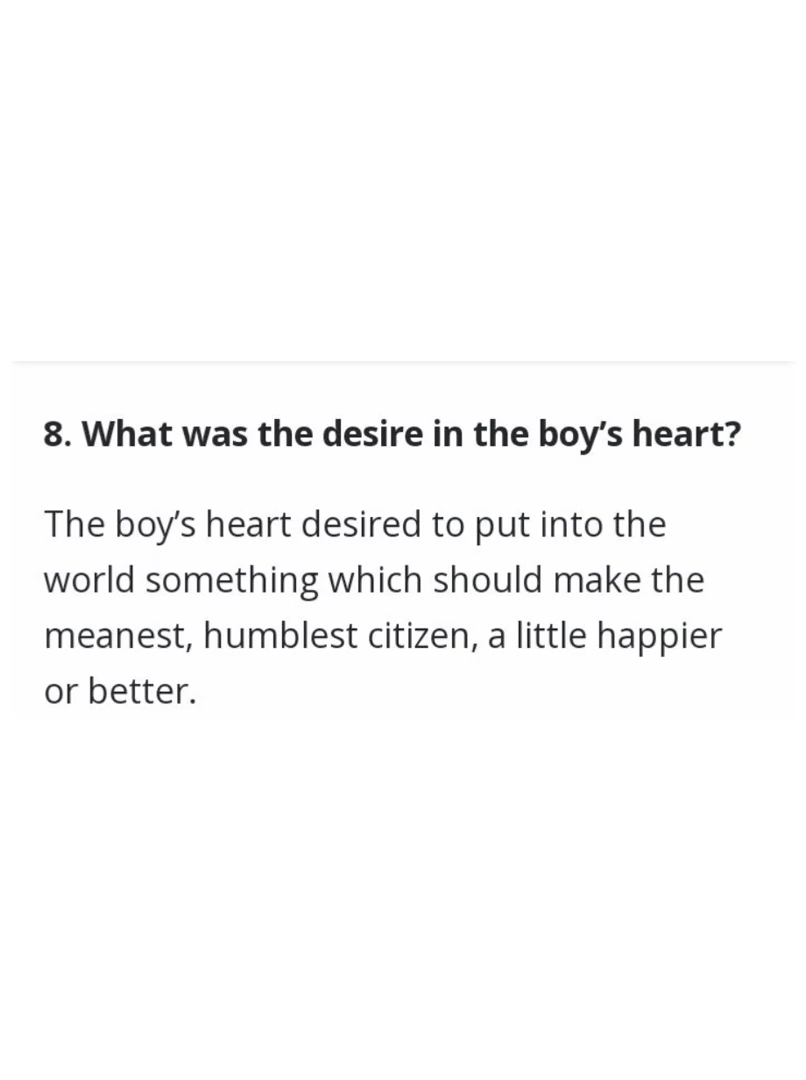 8. What was the desire in the boy’s heart?
The boy’s heart desired to put into the
world something which should make the
meanest, humblest citizen, a little happier
or better.